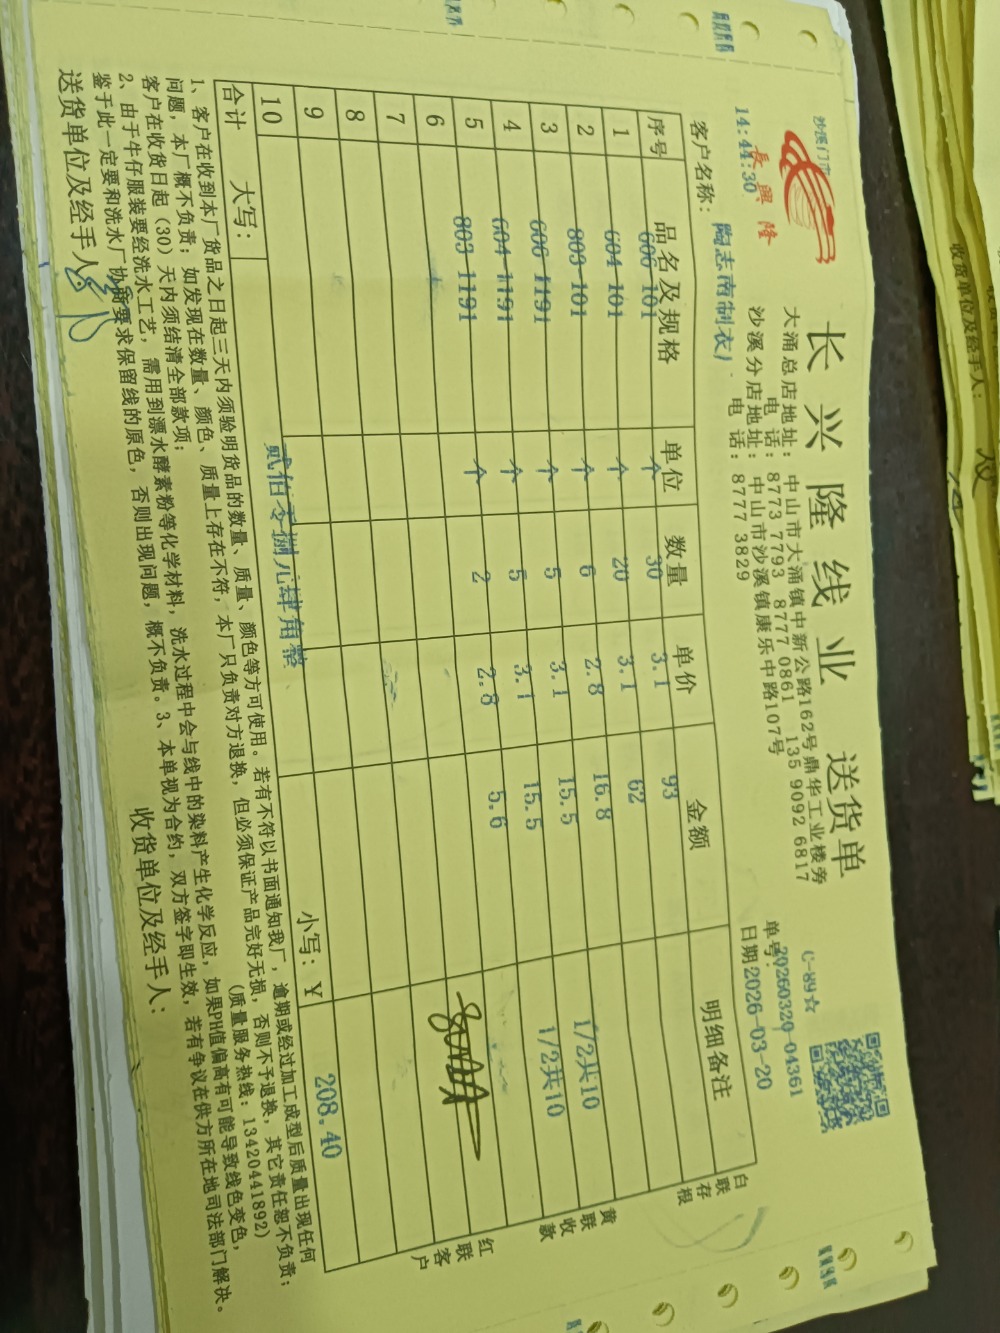 沙溪门市
長興隆
14:44:30
长兴隆线业 送货单
大涌总店地址：中山市大涌镇中新公路162号鼎华工业楼旁
电话：8773 7793 8777 0861 135 9092 6817
沙溪分店地址：中山市沙溪镇康乐中路107号
电话：8777 3829
C-89☆
单号：20260320-04361
日期2026-03-20
客户名称：陶志南制衣厂
序号 品名及规格 单位 数量 单价 金额 明细备注
1 606 101 个 30 3.1 93
2 604 101 个 20 3.1 62
3 803 101 个 6 2.8 16.8 1/2共10
4 606 1191 个 5 3.1 15.5 1/2共10
5 604 1191 个 5 3.1 15.5
6 803 1191 个 2 2.8 5.6
7
8
9
10
合计 大写：贰佰零捌元肆角整 小写：￥ 208.40
1、客户在收到本厂货品之日起三天内须验明货品的数量、质量、颜色等方可使用。若有不符以书面通知我厂，逾期或经过加工成型后质量出现任何
问题，本厂概不负责；如发现在数量、颜色、质量上存在不符，本厂只负责对方退换，但必须保证产品完好无损，否则不予退换，其它责任恕不负责；
客户在收货日起（30）天内须结清全部款项； （质量服务热线：13420441892）
2、由于牛仔服装要经洗水工艺，需用到漂水酵素粉等化学材料，洗水过程中会与线中的染料产生化学反应，如果PH值偏高有可能导致线色变色，
鉴于此一定要和洗水厂协商要求保留线的原色，否则出现问题，概不负责。3、本单视为合约，双方签字即生效，若有争议在供方所在地司法部门解决。
送货单位及经手人： 收货单位及经手人：
白联存根
黄联收款
红联客户
收货单位及经手人：